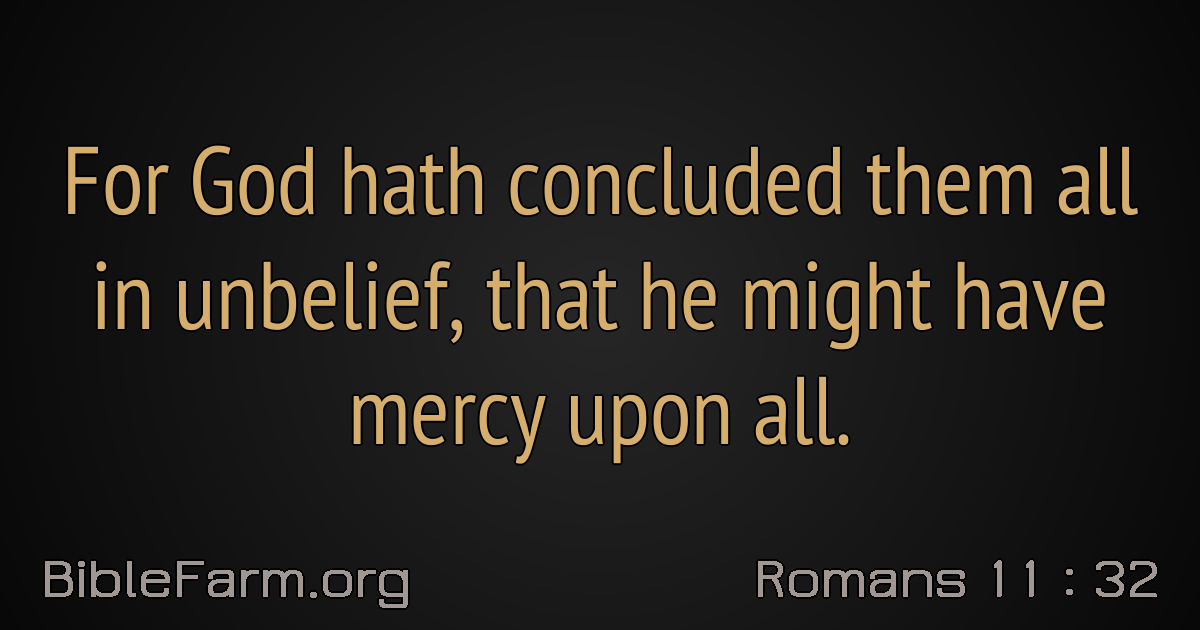 For God hath concluded them all
in unbelief, that he might have
mercy upon all.
BibleFarm.org
Romans 11 : 32